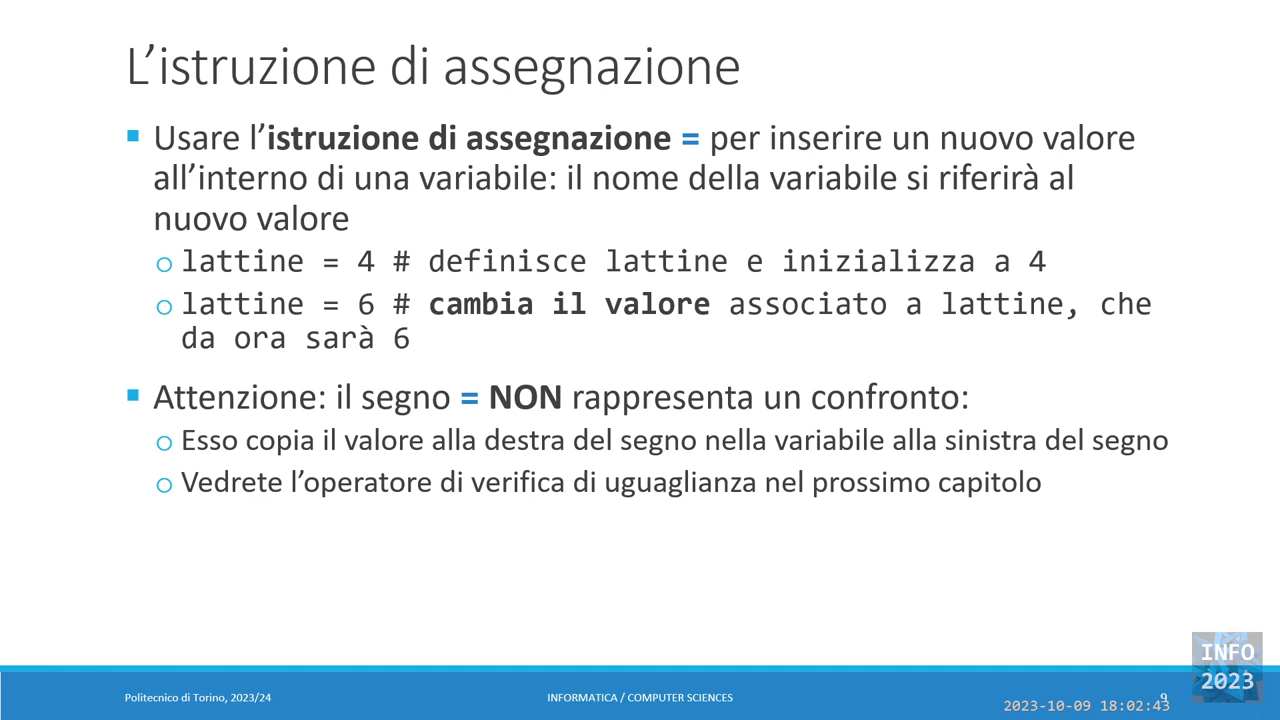 L’istruzione di assegnazione
▪ Usare l’istruzione di assegnazione = per inserire un nuovo valore
all’interno di una variabile: il nome della variabile si riferirà al
nuovo valore
o lattine = 4 # definisce lattine e inizializza a 4
o lattine = 6 # cambia il valore associato a lattine, che
da ora sarà 6
▪ Attenzione: il segno = NON rappresenta un confronto:
o Esso copia il valore alla destra del segno nella variabile alla sinistra del segno
o Vedrete l’operatore di verifica di uguaglianza nel prossimo capitolo
INFO
2023
Politecnico di Torino, 2023/24
INFORMATICA / COMPUTER SCIENCES
9
2023-10-09 18:02:43